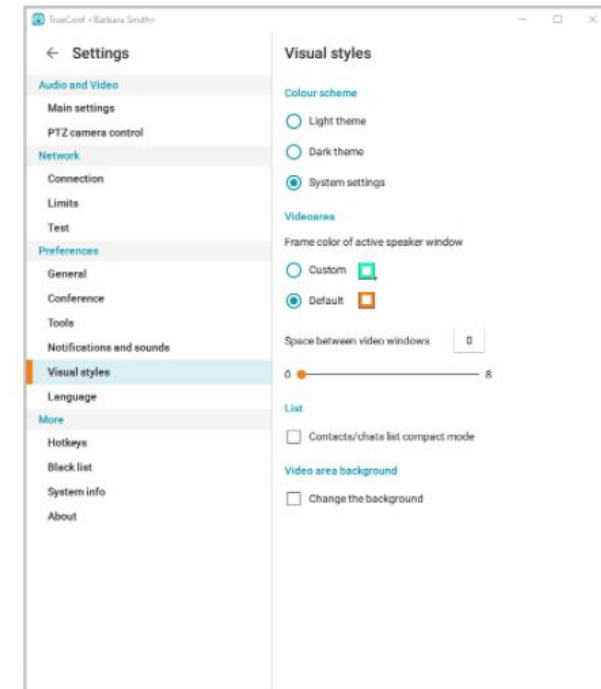 TrueConf <Barbara Smith>
Settings
Audio and Video
Main settings
PTZ camera control
Network
Connection
Limits
Test
Preferences
General
Conference
Tools
Notifications and sounds
Visual styles
Language
More
Hotkeys
Black list
System info
About
Visual styles
Colour scheme
Light theme
Dark theme
System settings
Videoarea
Frame color of active speaker window
Custom
Default
Space between video windows 0
0 8
List
Contacts/chats list compact mode
Video area background
Change the background